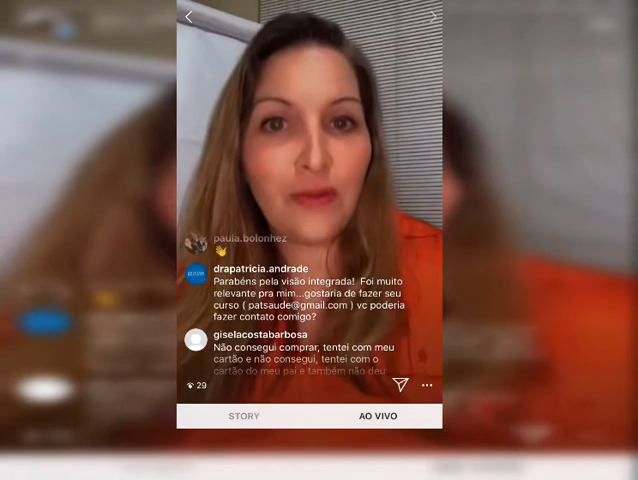 paula.bolonhez
👋
drapatricia.andrade
Parabéns pela visão integrada! Foi muito
relevante pra mim...gostaria de fazer seu
curso ( patsaude@gmail.com ) vc poderia
fazer contato comigo?
giselacostabarbosa
Não consegui comprar, tentei com meu
cartão e não consegui, tentei com o
cartão do meu pai e também não deu
29
STORY
AO VIVO